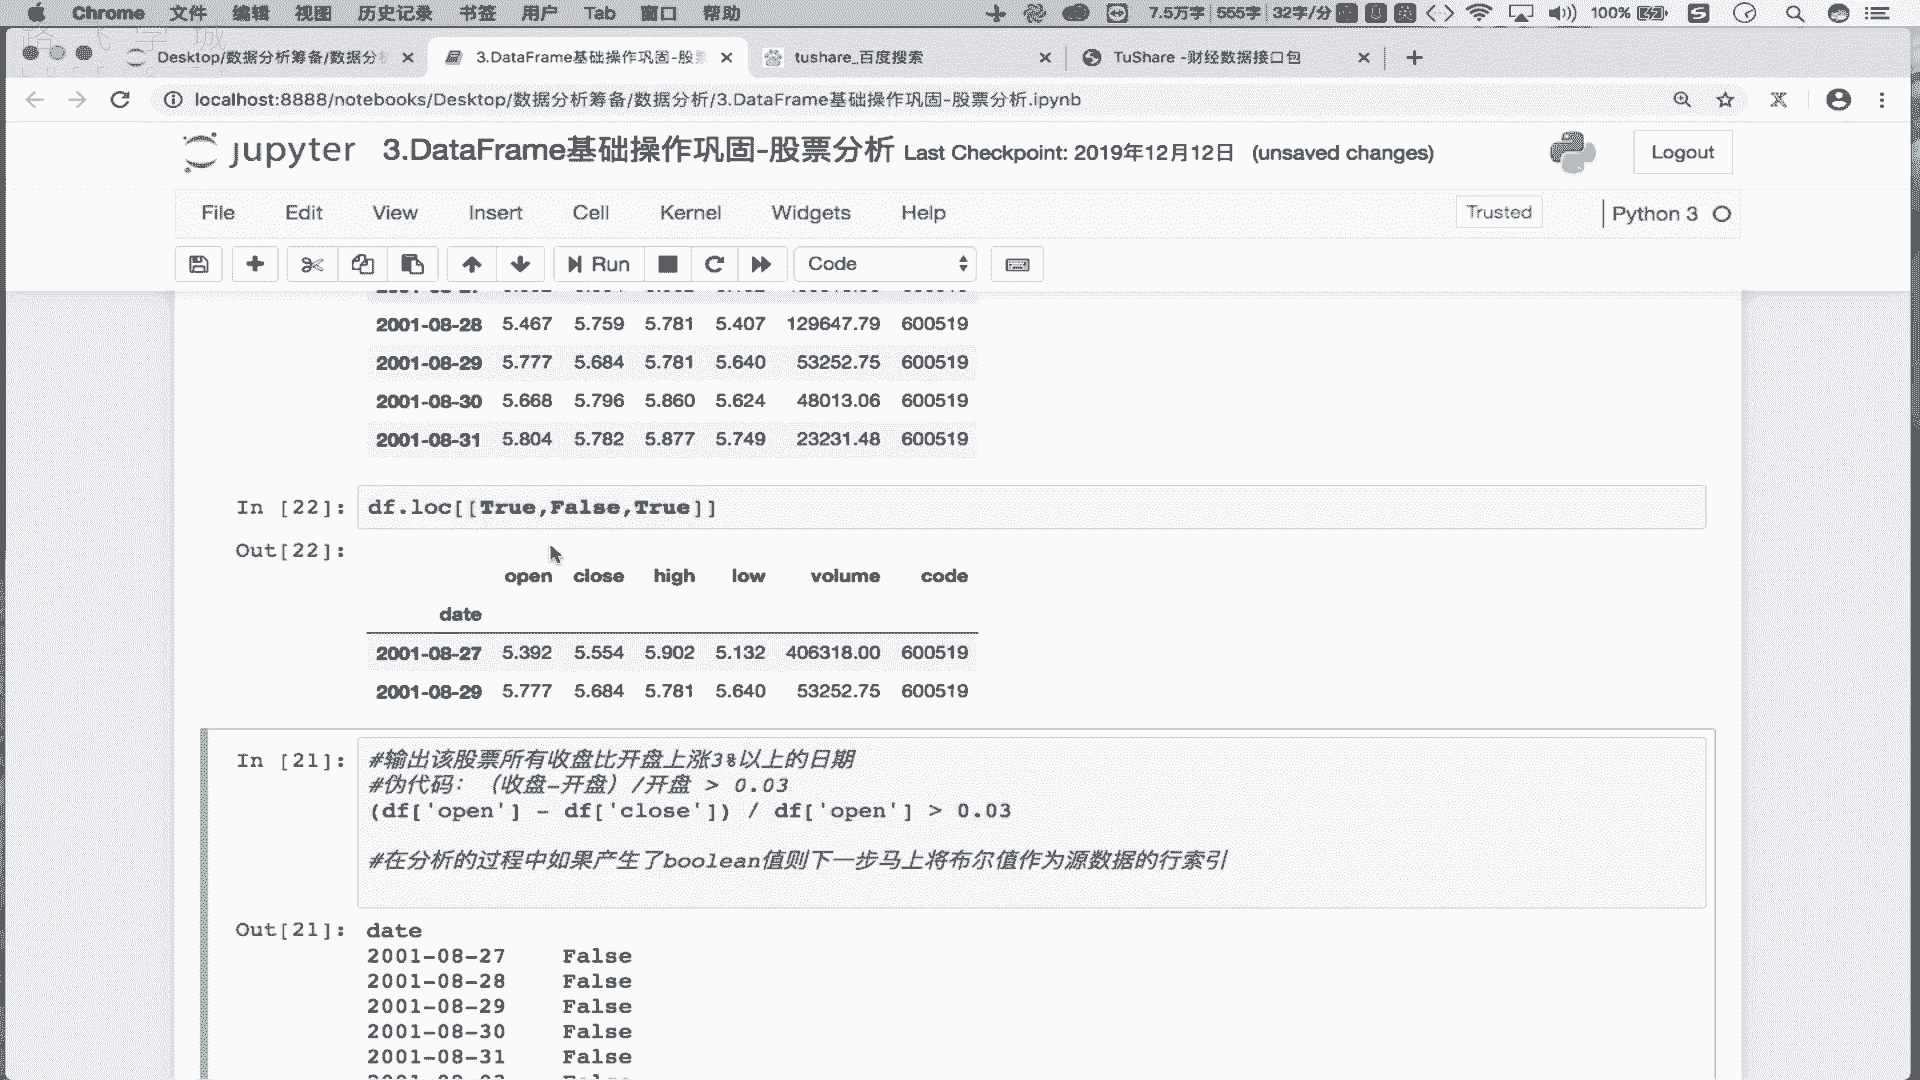 Chrome 文件 编辑 视图 历史记录 书签 用户 Tab 窗口 帮助 7.5万字 555字 32字/分 100%
Desktop/数据分析筹备/数据分析
3.DataFrame基础操作巩固-股
tushare_百度搜索
TuShare -财经数据接口包
localhost:8888/notebooks/Desktop/数据分析筹备/数据分析/3.DataFrame基础操作巩固-股票分析.ipynb
jupyter 3.DataFrame基础操作巩固-股票分析 Last Checkpoint: 2019年12月12日 (unsaved changes)
Logout
File Edit View Insert Cell Kernel Widgets Help Trusted Python 3
Run Code
2001-08-28 5.467 5.759 5.781 5.407 129647.79 600519
2001-08-29 5.777 5.684 5.781 5.640 53252.75 600519
2001-08-30 5.668 5.796 5.860 5.624 48013.06 600519
2001-08-31 5.804 5.782 5.877 5.749 23231.48 600519
In [22]: df.loc[[True,False,True]]
Out[22]:
open close high low volume code
date
2001-08-27 5.392 5.554 5.902 5.132 406318.00 600519
2001-08-29 5.777 5.684 5.781 5.640 53252.75 600519
In [21]: #输出该股票所有收盘比开盘上涨3%以上的日期
#伪代码：（收盘-开盘）/开盘 > 0.03
(df['open'] - df['close']) / df['open'] > 0.03
#在分析的过程中如果产生了boolean值则下一步马上将布尔值作为源数据的行索引
Out[21]: date
2001-08-27 False
2001-08-28 False
2001-08-29 False
2001-08-30 False
2001-08-31 False